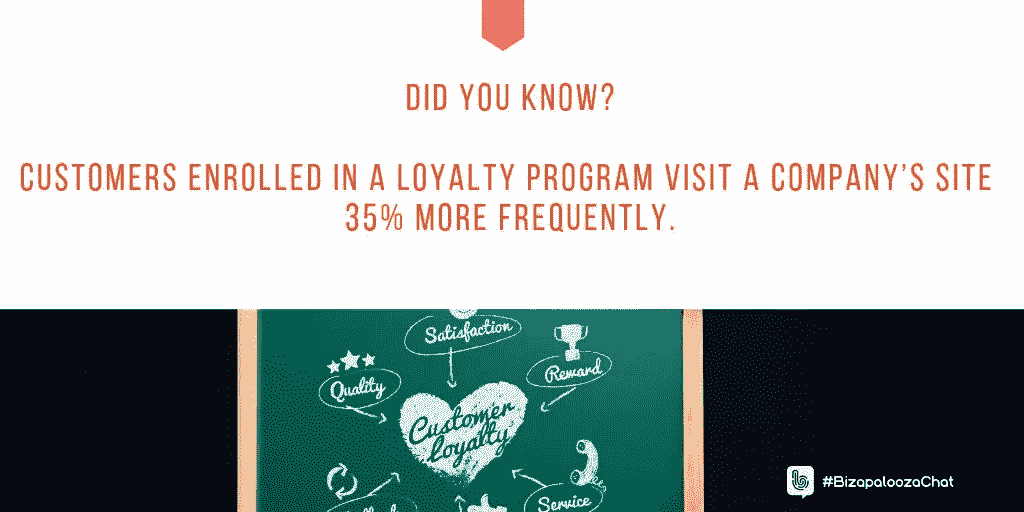 DID YOU KNOW?
CUSTOMERS ENROLLED IN A LOYALTY PROGRAM VISIT A COMPANY'S SITE
35% MORE FREQUENTLY.
Satisfaction
Quality
Reward
Customer
loyalty
Service
#BizapaloozaChat